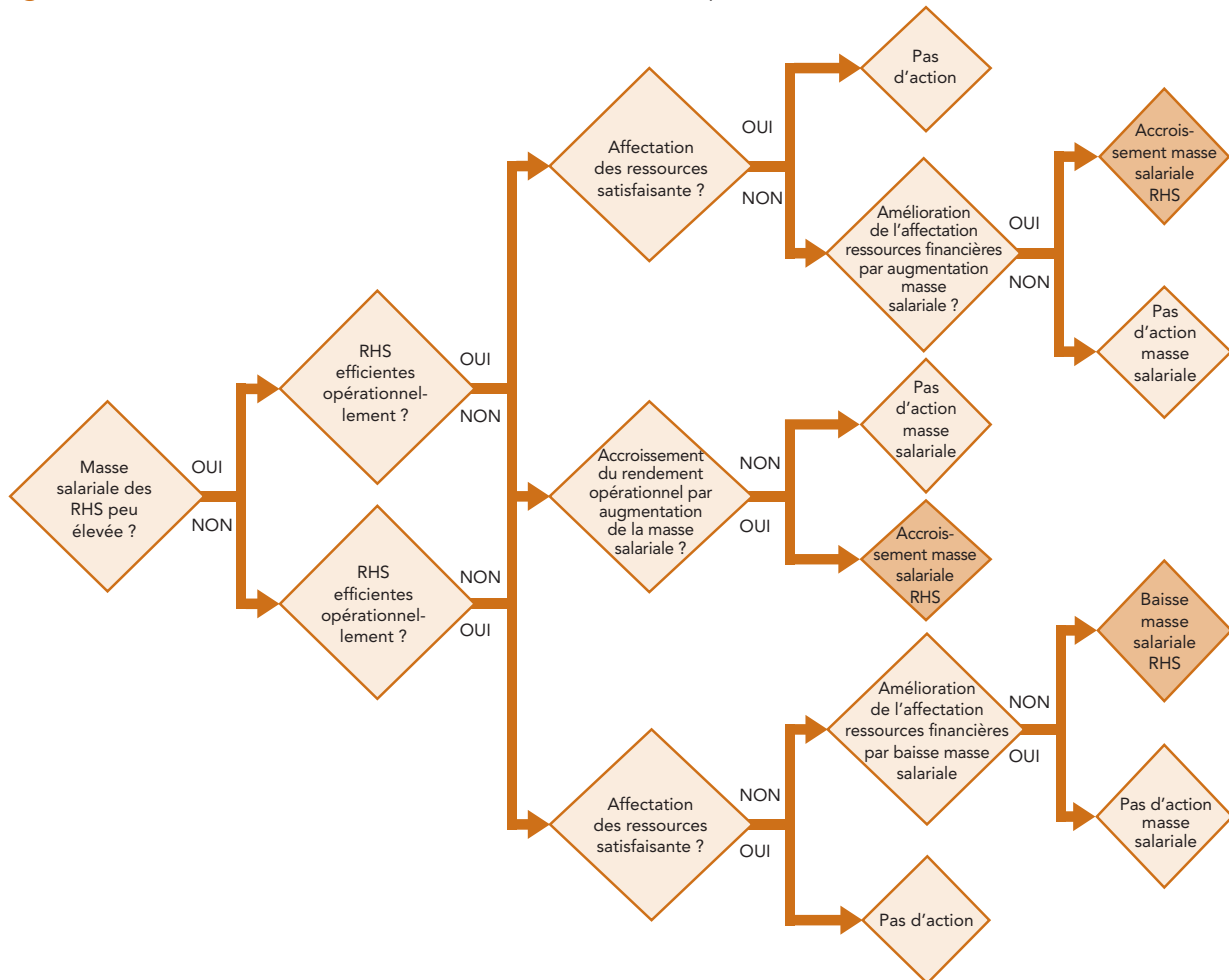 Masse
salariale des
RHS peu
élevée ?
OUI
NON
RHS
efficientes
opérationnel-
lement ?
OUI
NON
RHS
efficientes
opérationnel-
lement ?
NON
OUI
Affectation
des ressources
satisfaisante ?
OUI
NON
Pas
d’action
Amélioration
de l’affectation
ressources financières
par augmentation
masse
salariale ?
OUI
NON
Accrois-
sement masse
salariale
RHS
Pas
d’action
masse
salariale
Accroissement
du rendement
opérationnel par
augmentation
de la masse
salariale ?
NON
OUI
Pas
d’action
masse
salariale
Accrois-
sement masse
salariale
RHS
Affectation
des ressources
satisfaisante ?
NON
OUI
Amélioration
de l’affectation
ressources financières
par baisse masse
salariale
NON
OUI
Baisse
masse
salariale
RHS
Pas d’action
masse
salariale
Pas d’action